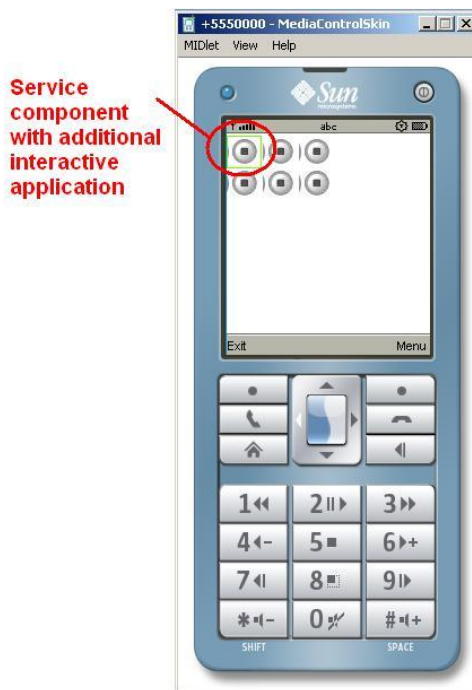 +5550000 - MediaControlSkin
MIDlet View Help
Service
component
with additional
interactive
application
Sun
microsystems
abc
Exit Menu
1 2 3
4 - 5 6 +
7 8 9
* - 0 # +
SHIFT SPACE